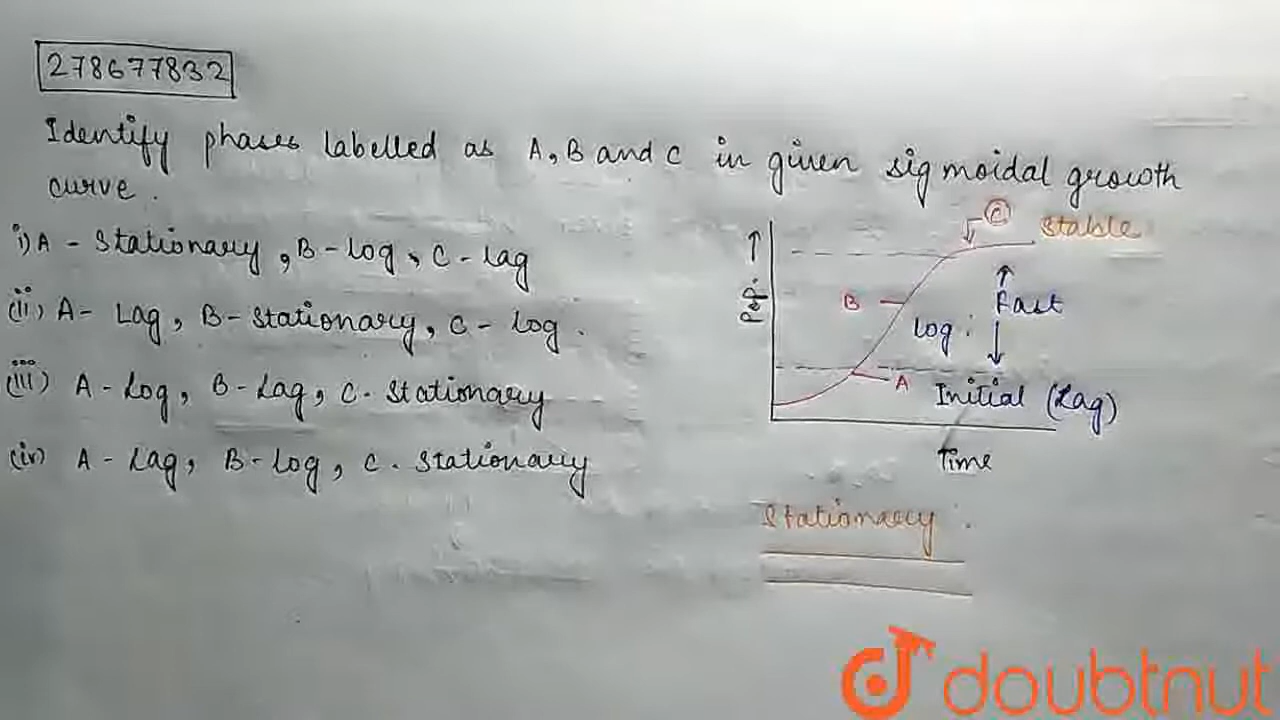 278677832
Identify phases labelled as A, B and C in given sigmoidal growth
curve.
i) A - Stationary, B - log, C - lag
(ii) A - Lag, B - Stationary, C - log.
(iii) A - Log, B - Lag, C. Stationary
(iv) A - Lag, B - Log, C. Stationary
C
Stable
Pop.
B
Fast
log :
A
Initial (Lag)
Time
Stationary .
doubtnut